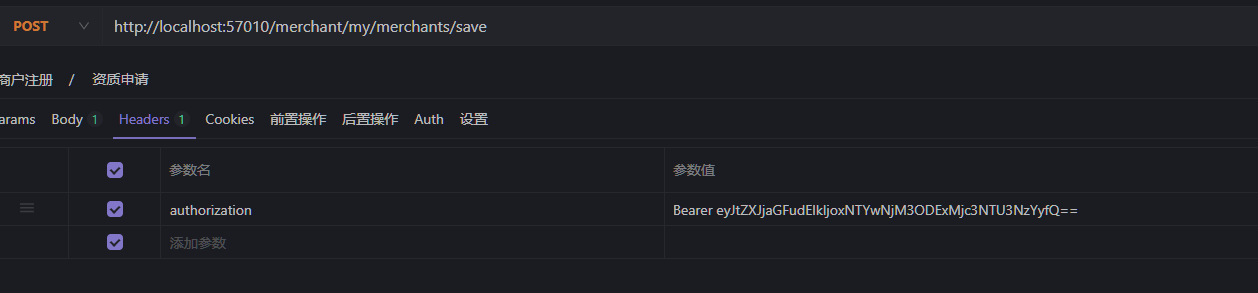 POST http://localhost:57010/merchant/my/merchants/save
商户注册 / 资质申请
arams Body 1 Headers 1 Cookies 前置操作 后置操作 Auth 设置
参数名 参数值
authorization Bearer eyJtZXJjaGFudElkIjoxNTYwNjM3ODExMjc3NTU3NzYyfQ==
添加参数